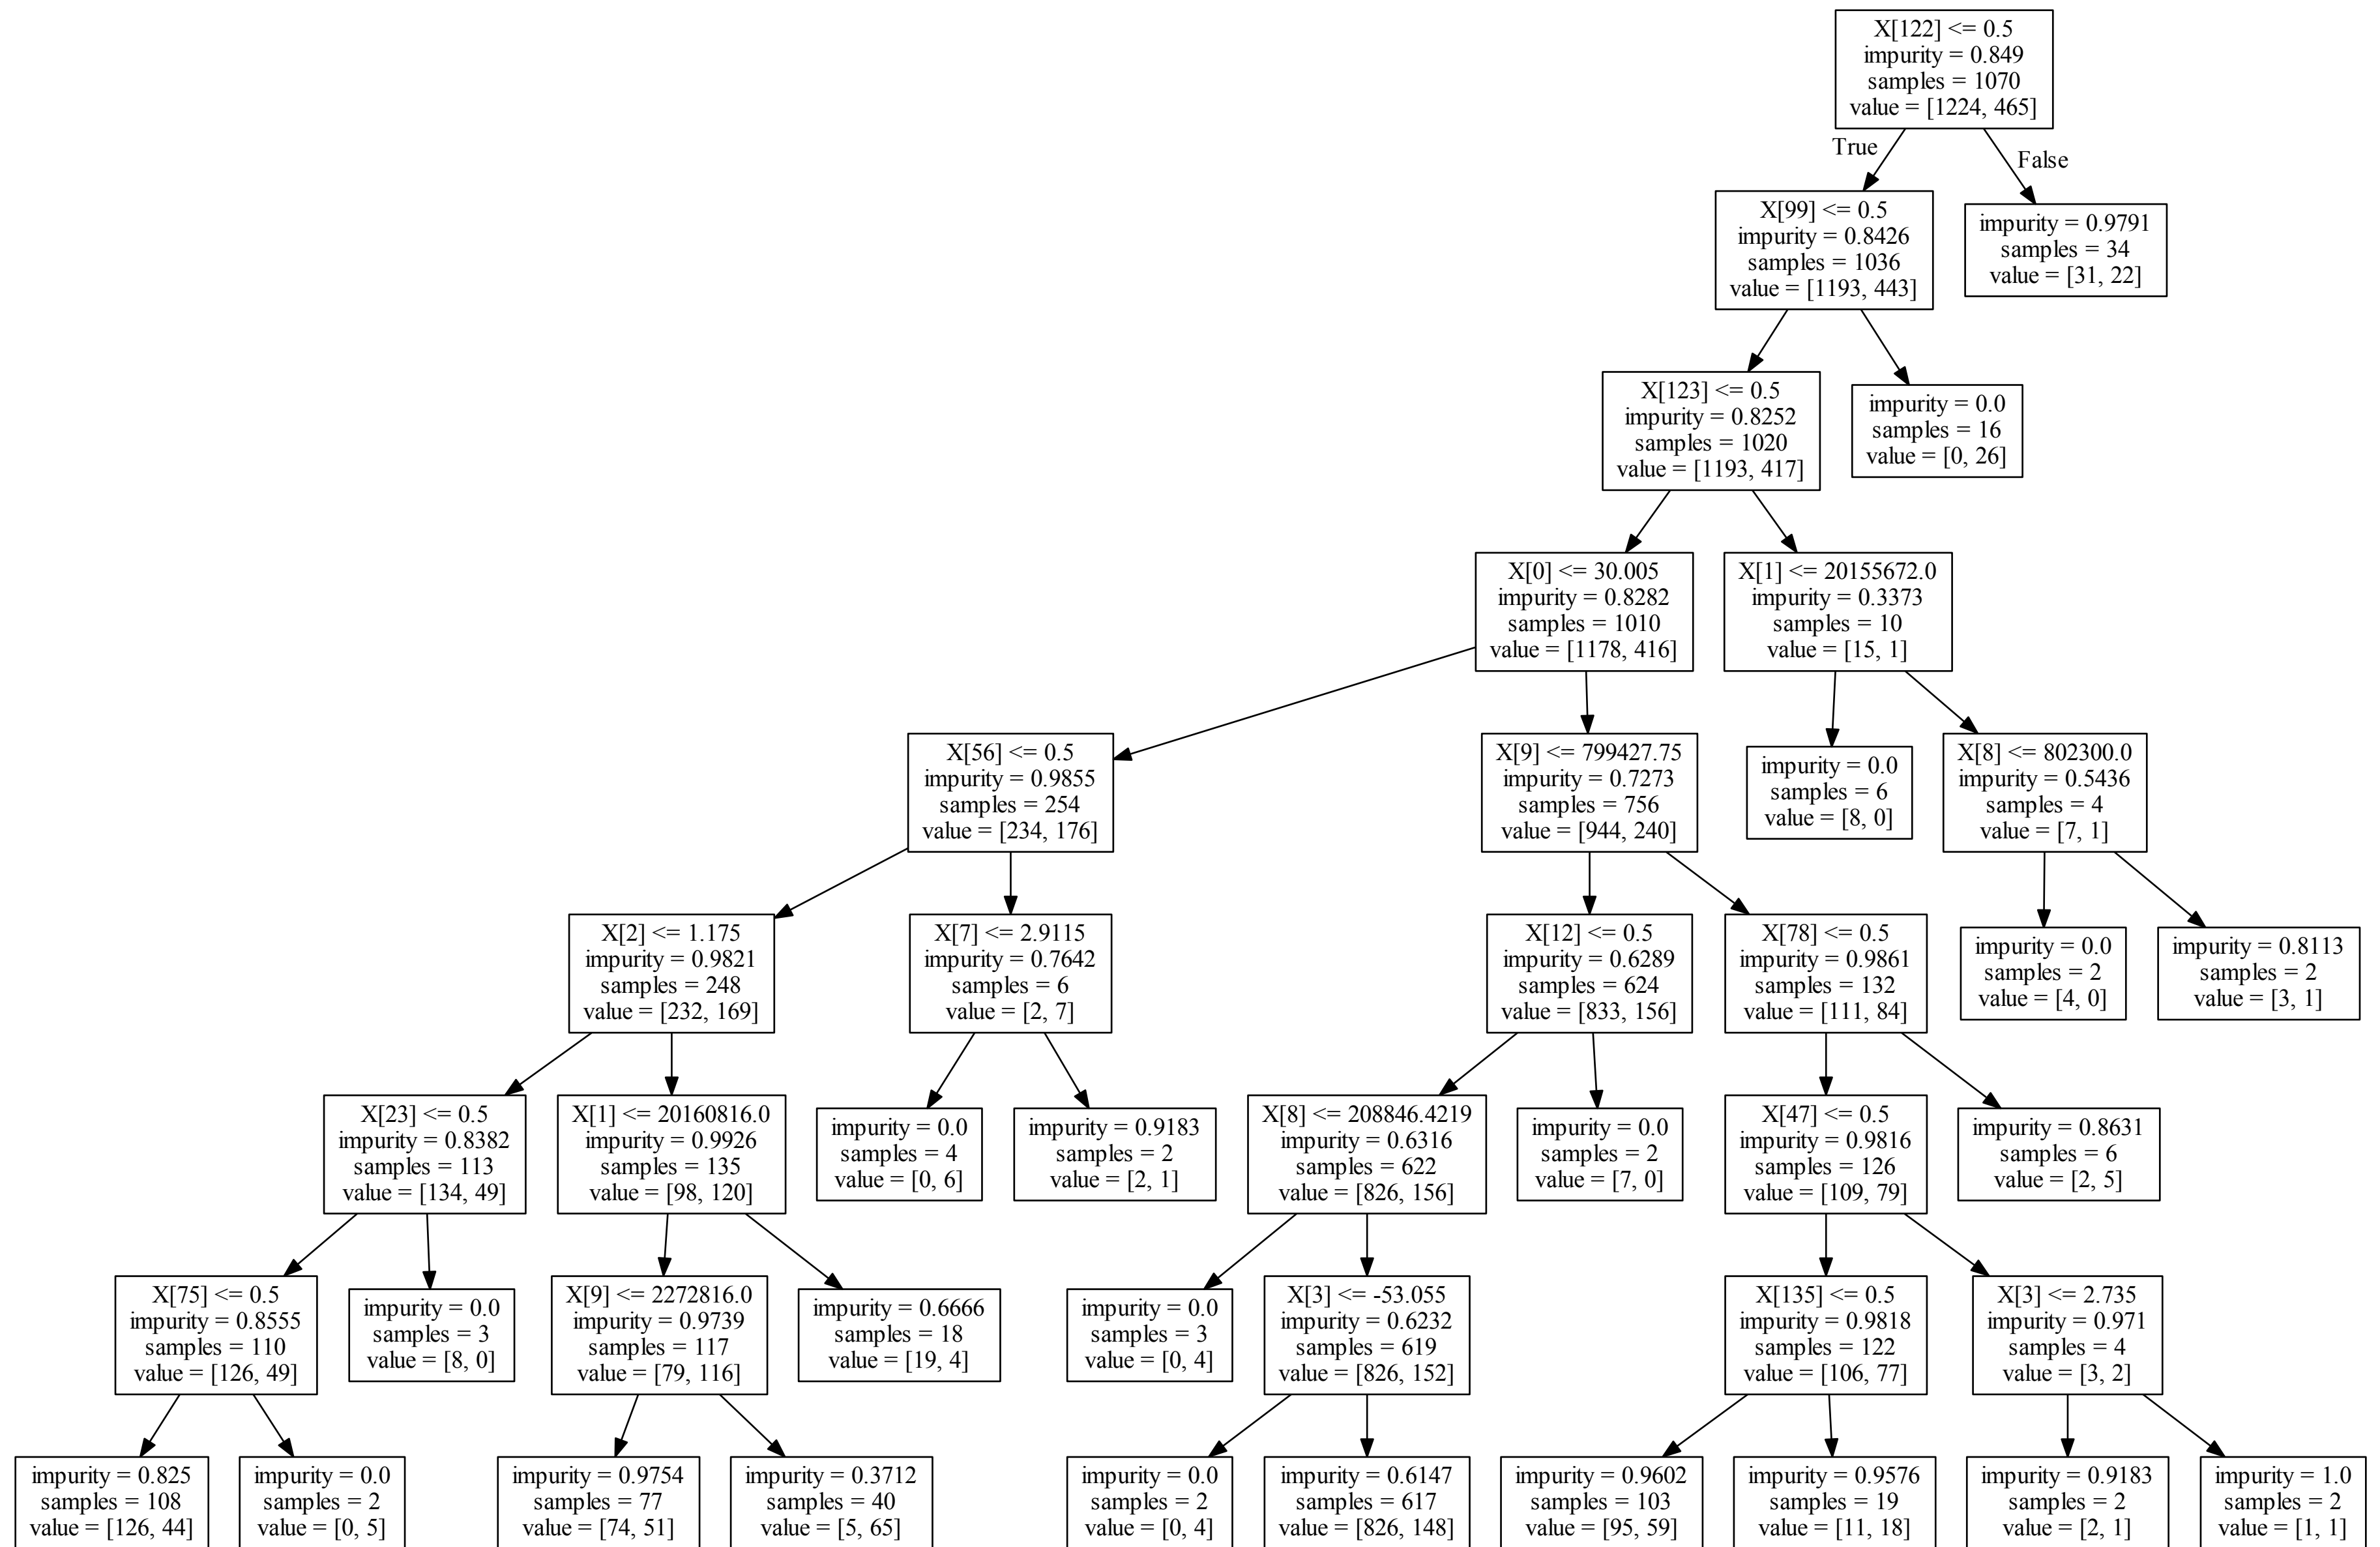 X[122] <= 0.5
impurity = 0.849
samples = 1070
value = [1224, 465]
True
False
X[99] <= 0.5
impurity = 0.8426
samples = 1036
value = [1193, 443]
impurity = 0.9791
samples = 34
value = [31, 22]
X[123] <= 0.5
impurity = 0.8252
samples = 1020
value = [1193, 417]
impurity = 0.0
samples = 16
value = [0, 26]
X[0] <= 30.005
impurity = 0.8282
samples = 1010
value = [1178, 416]
X[1] <= 20155672.0
impurity = 0.3373
samples = 10
value = [15, 1]
X[56] <= 0.5
impurity = 0.9855
samples = 254
value = [234, 176]
X[9] <= 799427.75
impurity = 0.7273
samples = 756
value = [944, 240]
impurity = 0.0
samples = 6
value = [8, 0]
X[8] <= 802300.0
impurity = 0.5436
samples = 4
value = [7, 1]
X[2] <= 1.175
impurity = 0.9821
samples = 248
value = [232, 169]
X[7] <= 2.9115
impurity = 0.7642
samples = 6
value = [2, 7]
X[12] <= 0.5
impurity = 0.6289
samples = 624
value = [833, 156]
X[78] <= 0.5
impurity = 0.9861
samples = 132
value = [111, 84]
impurity = 0.0
samples = 2
value = [4, 0]
impurity = 0.8113
samples = 2
value = [3, 1]
X[23] <= 0.5
impurity = 0.8382
samples = 113
value = [134, 49]
X[1] <= 20160816.0
impurity = 0.9926
samples = 135
value = [98, 120]
impurity = 0.0
samples = 4
value = [0, 6]
impurity = 0.9183
samples = 2
value = [2, 1]
X[8] <= 208846.4219
impurity = 0.6316
samples = 622
value = [826, 156]
impurity = 0.0
samples = 2
value = [7, 0]
X[47] <= 0.5
impurity = 0.9816
samples = 126
value = [109, 79]
impurity = 0.8631
samples = 6
value = [2, 5]
X[75] <= 0.5
impurity = 0.8555
samples = 110
value = [126, 49]
impurity = 0.0
samples = 3
value = [8, 0]
X[9] <= 2272816.0
impurity = 0.9739
samples = 117
value = [79, 116]
impurity = 0.6666
samples = 18
value = [19, 4]
impurity = 0.0
samples = 3
value = [0, 4]
X[3] <= -53.055
impurity = 0.6232
samples = 619
value = [826, 152]
X[135] <= 0.5
impurity = 0.9818
samples = 122
value = [106, 77]
X[3] <= 2.735
impurity = 0.971
samples = 4
value = [3, 2]
impurity = 0.825
samples = 108
value = [126, 44]
impurity = 0.0
samples = 2
value = [0, 5]
impurity = 0.9754
samples = 77
value = [74, 51]
impurity = 0.3712
samples = 40
value = [5, 65]
impurity = 0.0
samples = 2
value = [0, 4]
impurity = 0.6147
samples = 617
value = [826, 148]
impurity = 0.9602
samples = 103
value = [95, 59]
impurity = 0.9576
samples = 19
value = [11, 18]
impurity = 0.9183
samples = 2
value = [2, 1]
impurity = 1.0
samples = 2
value = [1, 1]